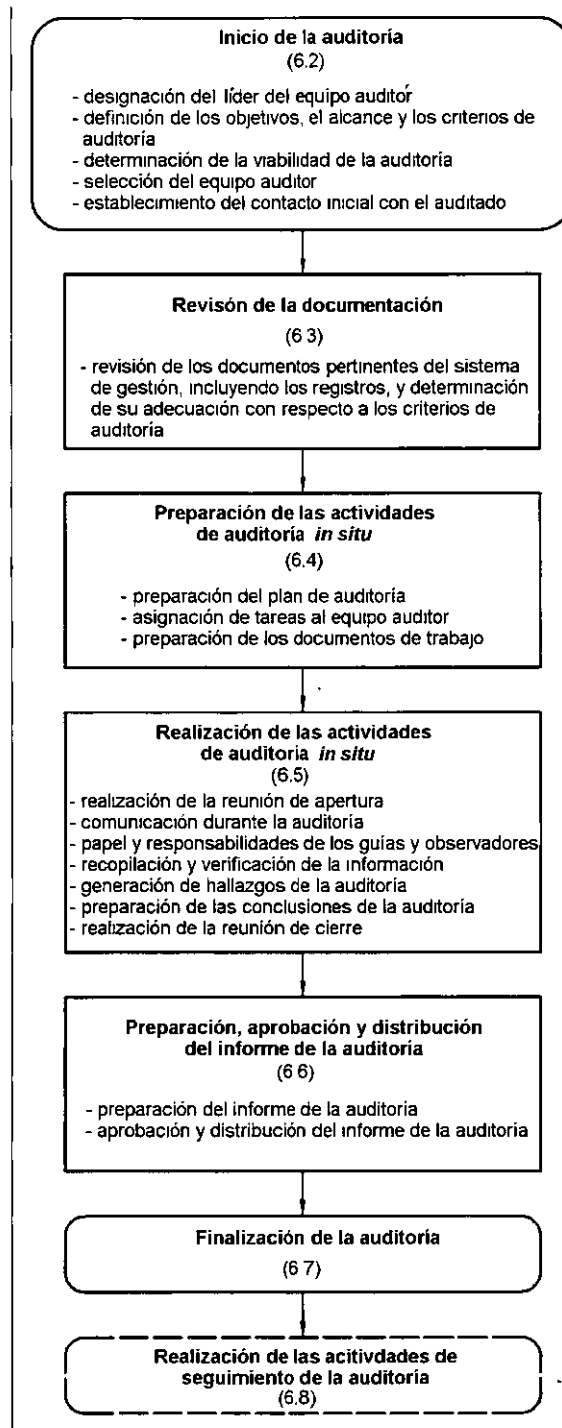 Inicio de la auditoría
(6.2)
- designación del líder del equipo auditor
- definición de los objetivos, el alcance y los criterios de
auditoría
- determinación de la viabilidad de la auditoría
- selección del equipo auditor
- establecimiento del contacto inicial con el auditado
Revisón de la documentación
(6 3)
- revisión de los documentos pertinentes del sistema
de gestión, incluyendo los registros, y determinación
de su adecuación con respecto a los criterios de
auditoría
Preparación de las actividades
de auditoría in situ
(6.4)
- preparación del plan de auditoría
- asignación de tareas al equipo auditor
- preparación de los documentos de trabajo
Realización de las actividades
de auditoria in situ
(6.5)
- realización de la reunión de apertura
- comunicación durante la auditoría
- papel y responsabilidades de los guías y observadores
- recopilación y verificación de la información
- generación de hallazgos de la auditoría
- preparación de las conclusiones de la auditoría
- realización de la reunión de cierre
Preparación, aprobación y distribución
del informe de la auditoría
(6 6)
- preparación del informe de la auditoria
- aprobación y distribución del informe de la auditoria
Finalización de la auditoría
(6 7)
Realización de las acitivdades de
seguimiento de la auditoría
(6.8)